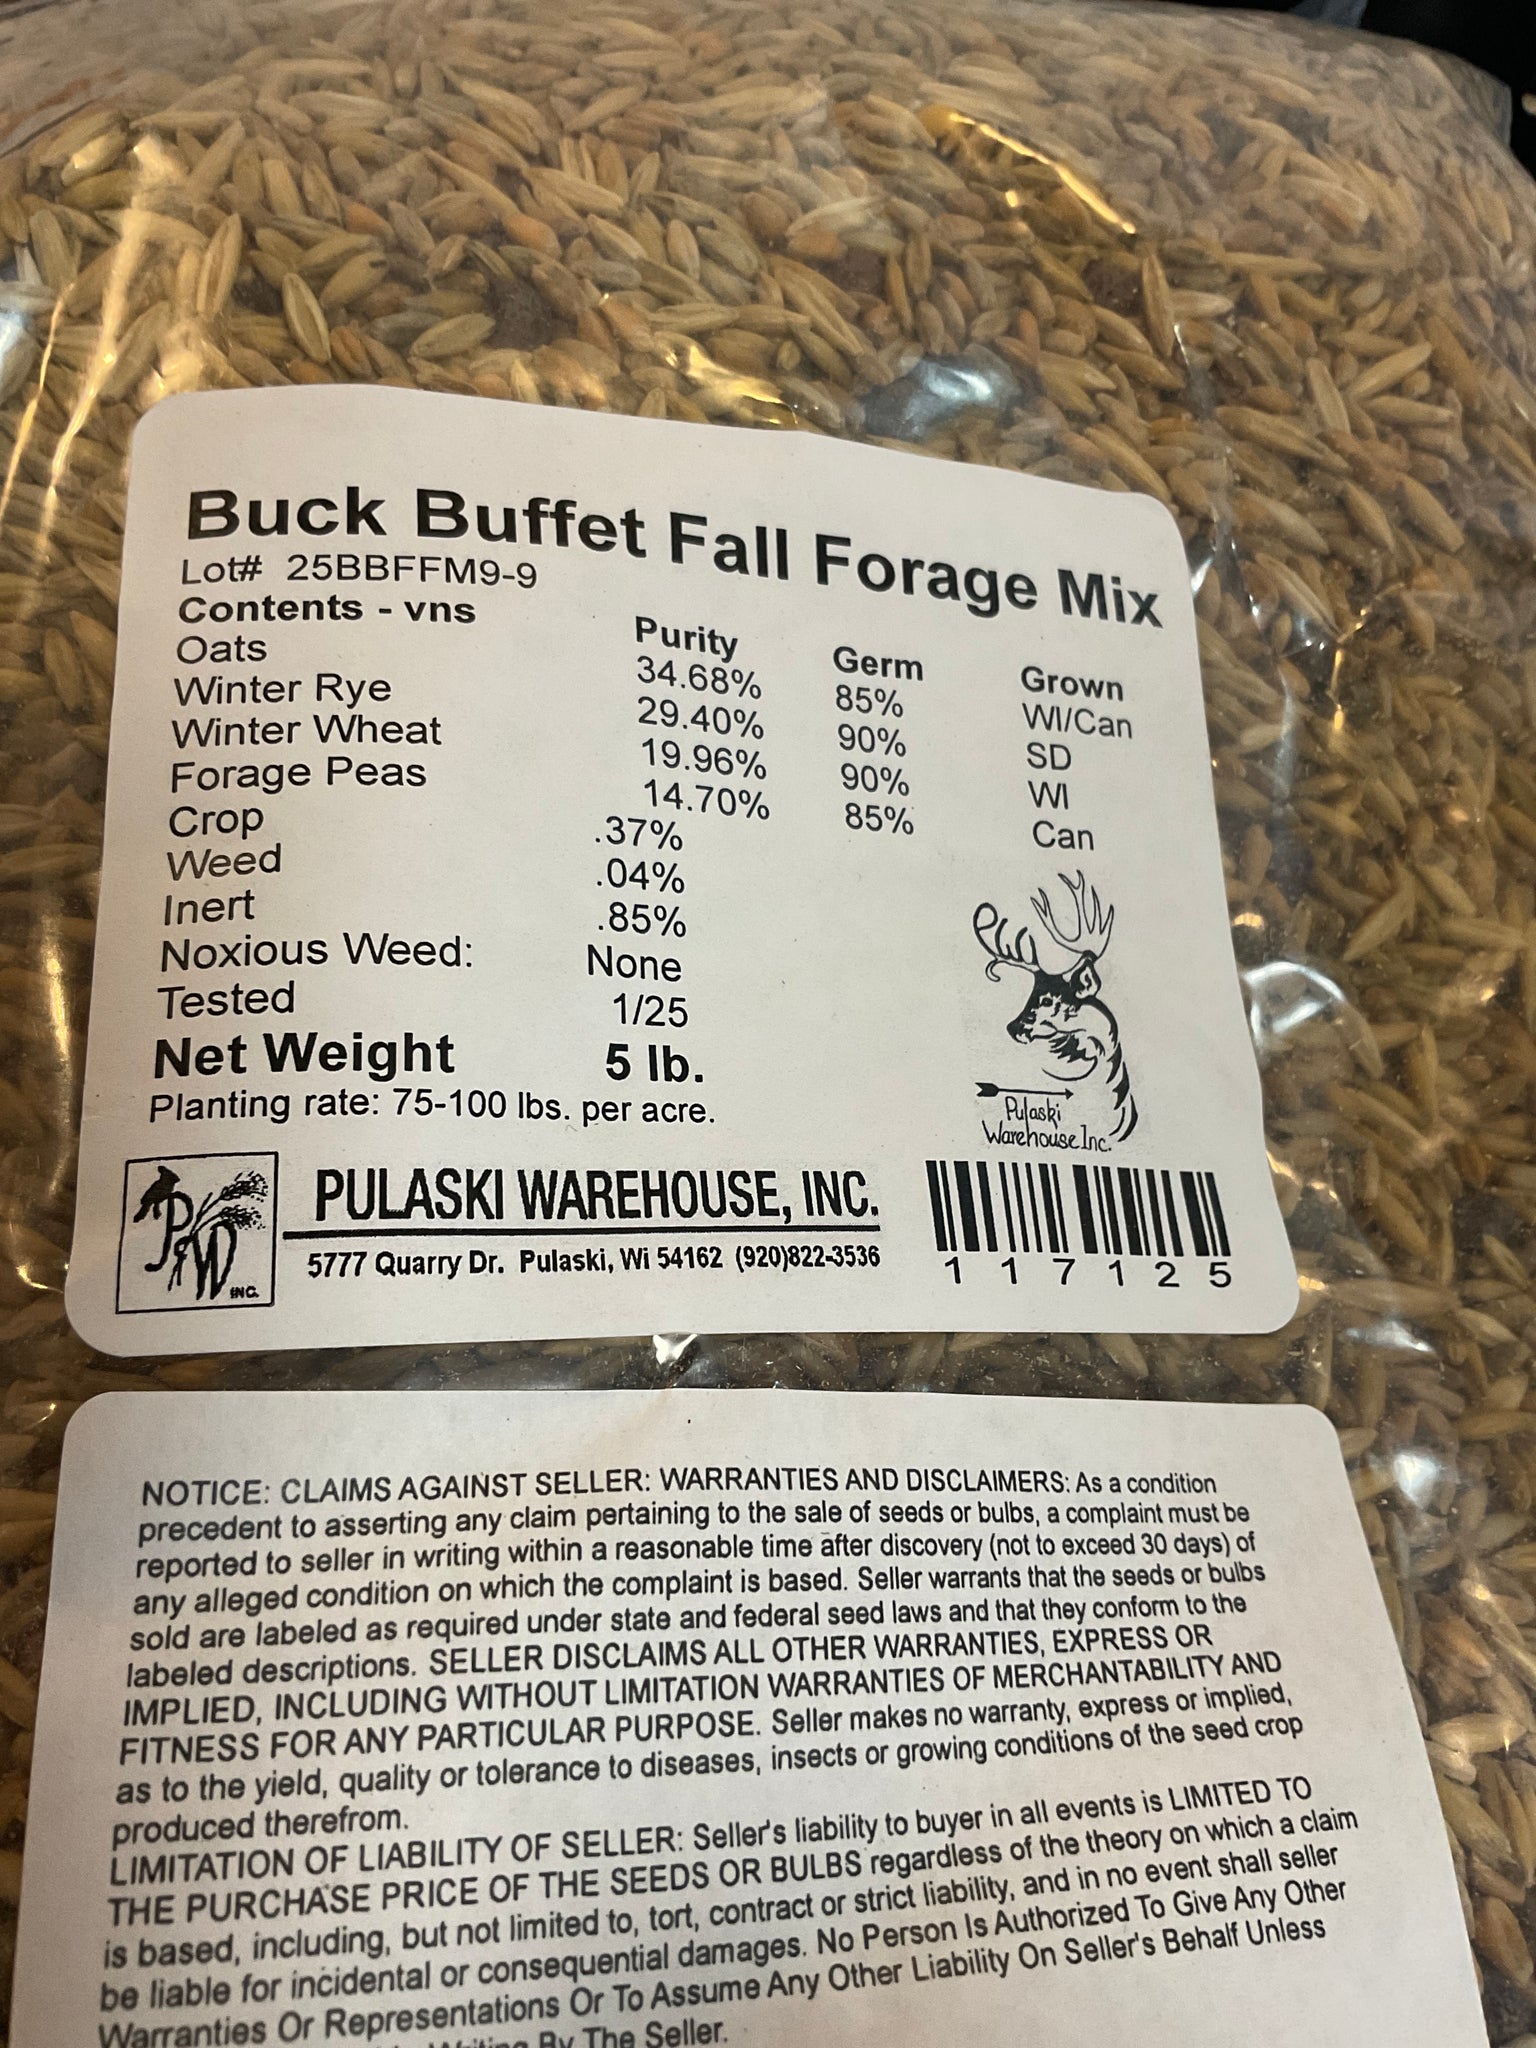 Buck Buffet Fall Forage Mix
Lot# 25BBFFM9-9
Contents - vns Purity Germ Grown
Oats 34.68% 85% WI/Can
Winter Rye 29.40% 90% SD
Winter Wheat 19.96% 90% WI
Forage Peas 14.70% 85% Can
Crop .37%
Weed .04%
Inert .85%
Noxious Weed: None
Tested 1/25
Net Weight 5 lb.
Planting rate: 75-100 lbs. per acre.
Pulaski
Warehouse Inc.
P&W INC.
PULASKI WAREHOUSE, INC.
5777 Quarry Dr. Pulaski, Wi 54162 (920)822-3536
1 1 7 1 2 5
NOTICE: CLAIMS AGAINST SELLER: WARRANTIES AND DISCLAIMERS: As a condition
precedent to asserting any claim pertaining to the sale of seeds or bulbs, a complaint must be
reported to seller in writing within a reasonable time after discovery (not to exceed 30 days) of
any alleged condition on which the complaint is based. Seller warrants that the seeds or bulbs
sold are labeled as required under state and federal seed laws and that they conform to the
labeled descriptions. SELLER DISCLAIMS ALL OTHER WARRANTIES, EXPRESS OR
IMPLIED, INCLUDING WITHOUT LIMITATION WARRANTIES OF MERCHANTABILITY AND
FITNESS FOR ANY PARTICULAR PURPOSE. Seller makes no warranty, express or implied,
as to the yield, quality or tolerance to diseases, insects or growing conditions of the seed crop
produced therefrom.
LIMITATION OF LIABILITY OF SELLER: Seller's liability to buyer in all events is LIMITED TO
THE PURCHASE PRICE OF THE SEEDS OR BULBS regardless of the theory on which a claim
is based, including, but not limited to, tort, contract or strict liability, and in no event shall seller
be liable for incidental or consequential damages. No Person Is Authorized To Give Any Other
Warranties Or Representations Or To Assume Any Other Liability On Seller's Behalf Unless
By The Seller.